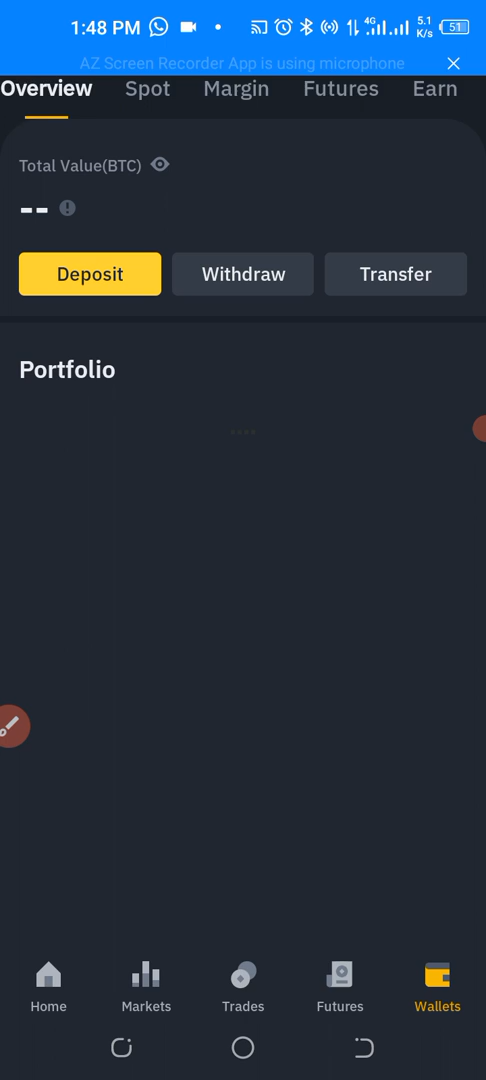 1:48 PM 4G 5.1 K/s 51
AZ Screen Recorder App is using microphone
Overview Spot Margin Futures Earn
Total Value(BTC)
--
Deposit Withdraw Transfer
Portfolio
Home Markets Trades Futures Wallets